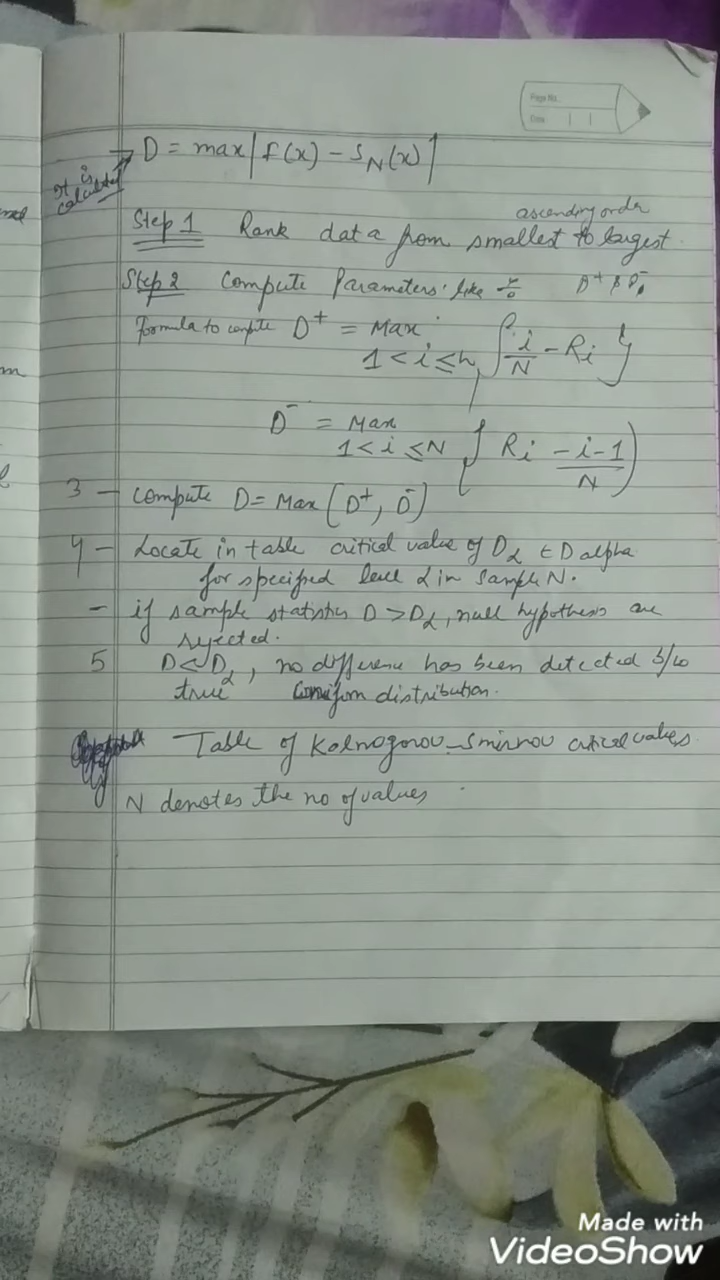 Page No.
Date
→ D = max |f(x) - S_N(x)|
It is calculated
ascending order
Step 1 Rank data from smallest to largest
Step 2 Compute Parameters like D⁺ & D⁻
Formula to compute D⁺ = Max 1 < i ≤ n { i/N - Ri }
D⁻ = Max 1 < i ≤ N { Ri - i-1/N }
3 - compute D = Max (D⁺, D⁻)
4 - Locate in table critical value of Dα
for specified level α in sample N.
- if sample statistics D > Dα, null hypothesis are
rejected.
5 D < Dα, no difference has been detected b/w
true uniform distribution.
Table of Kolmogorov-Smirnov critical values.
N denotes the no of values
Made with
VideoShow